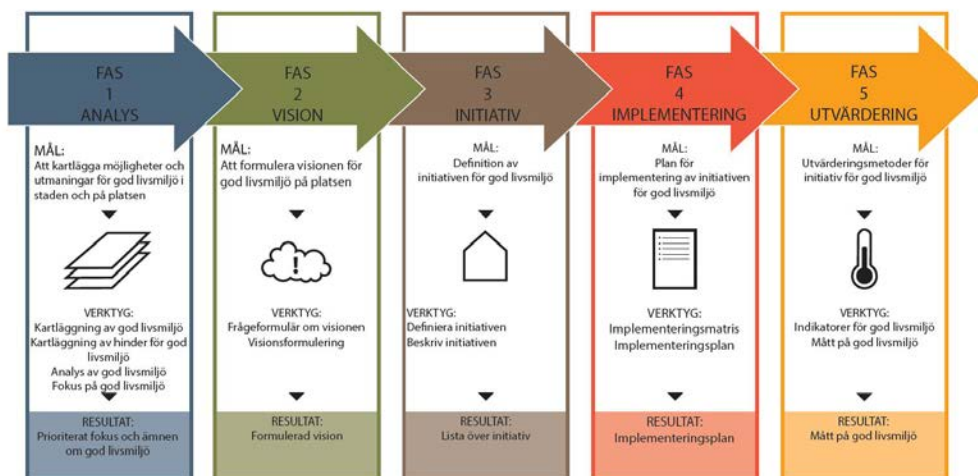 FAS
1
ANALYS
MÅL:
Att kartlägga möjligheter och
utmaningar för god livsmiljö i
staden och på platsen
VERKTYG:
Kartläggning av god livsmiljö
Kartläggning av hinder för god
livsmiljö
Analys av god livsmiljö
Fokus på god livsmiljö
RESULTAT:
Prioriterat fokus och ämnen
om god livsmiljö
FAS
2
VISION
MÅL:
Att formulera visionen för
god livsmiljö på platsen
!
VERKTYG:
Frågeformulär om visionen
Visionsformulering
RESULTAT:
Formulerad vision
FAS
3
INITIATIV
MÅL:
Definition av
initiativen för god livsmiljö
VERKTYG:
Definiera initiativen
Beskriv initiativen
RESULTAT:
Lista över initiativ
FAS
4
IMPLEMENTERING
MÅL:
Plan för
implementering av initiativen
för god livsmiljö
VERKTYG:
Implementeringsmatris
Implementeringsplan
RESULTAT:
Implementeringsplan
FAS
5
UTVÄRDERING
MÅL:
Utvärderingsmetoder för
initiativ för god livsmiljö
VERKTYG:
Indikatorer för god livsmiljö
Mått på god livsmiljö
RESULTAT:
Mått på god livsmiljö